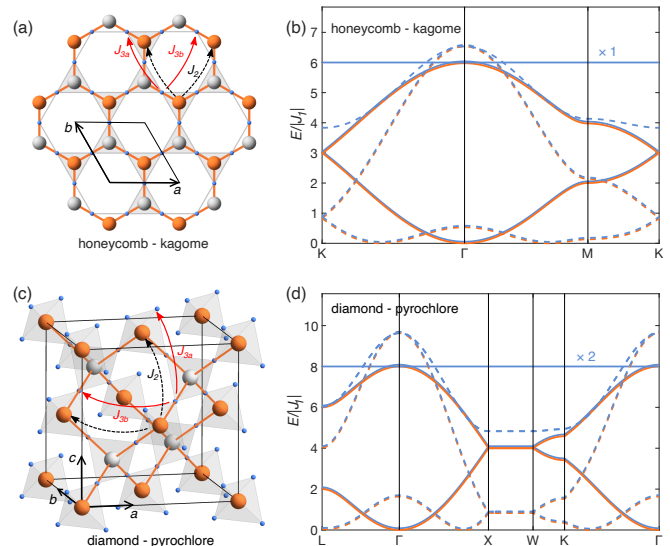 (a)
J3a
J3b
J2
b
a
honeycomb - kagome
(b)
honeycomb - kagome
× 1
E/|J1|
7
6
5
4
3
2
1
0
K
Γ
M
K
(c)
J3a
J2
J3b
c
b
a
diamond - pyrochlore
(d)
diamond - pyrochlore
× 2
E/|J1|
10
8
6
4
2
0
L
Γ
X
W
K
Γ